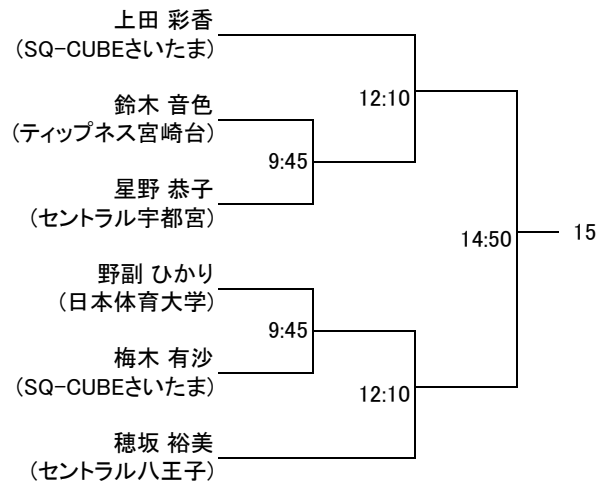 上田 彩香
(SQ-CUBEさいたま)
12:10
鈴木 音色
(ティップネス宮崎台)
9:45
星野 恭子
(セントラル宇都宮)
14:50
15
野副 ひかり
(日本体育大学)
9:45
梅木 有沙
(SQ-CUBEさいたま)
12:10
穂坂 裕美
(セントラル八王子)